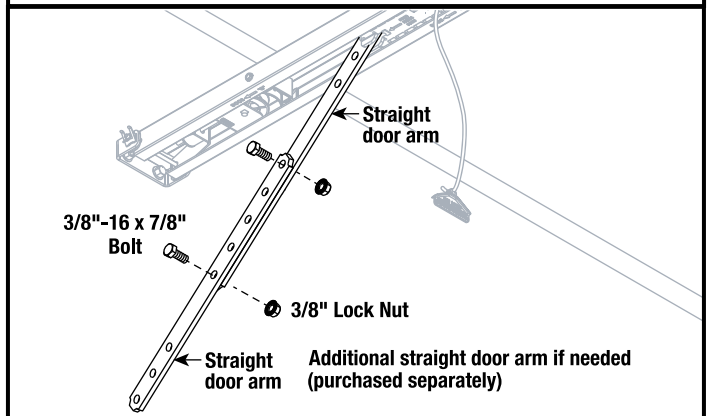 Straight
door arm
3/8"-16 x 7/8"
Bolt
3/8" Lock Nut
Straight
door arm
Additional straight door arm if needed
(purchased separately)